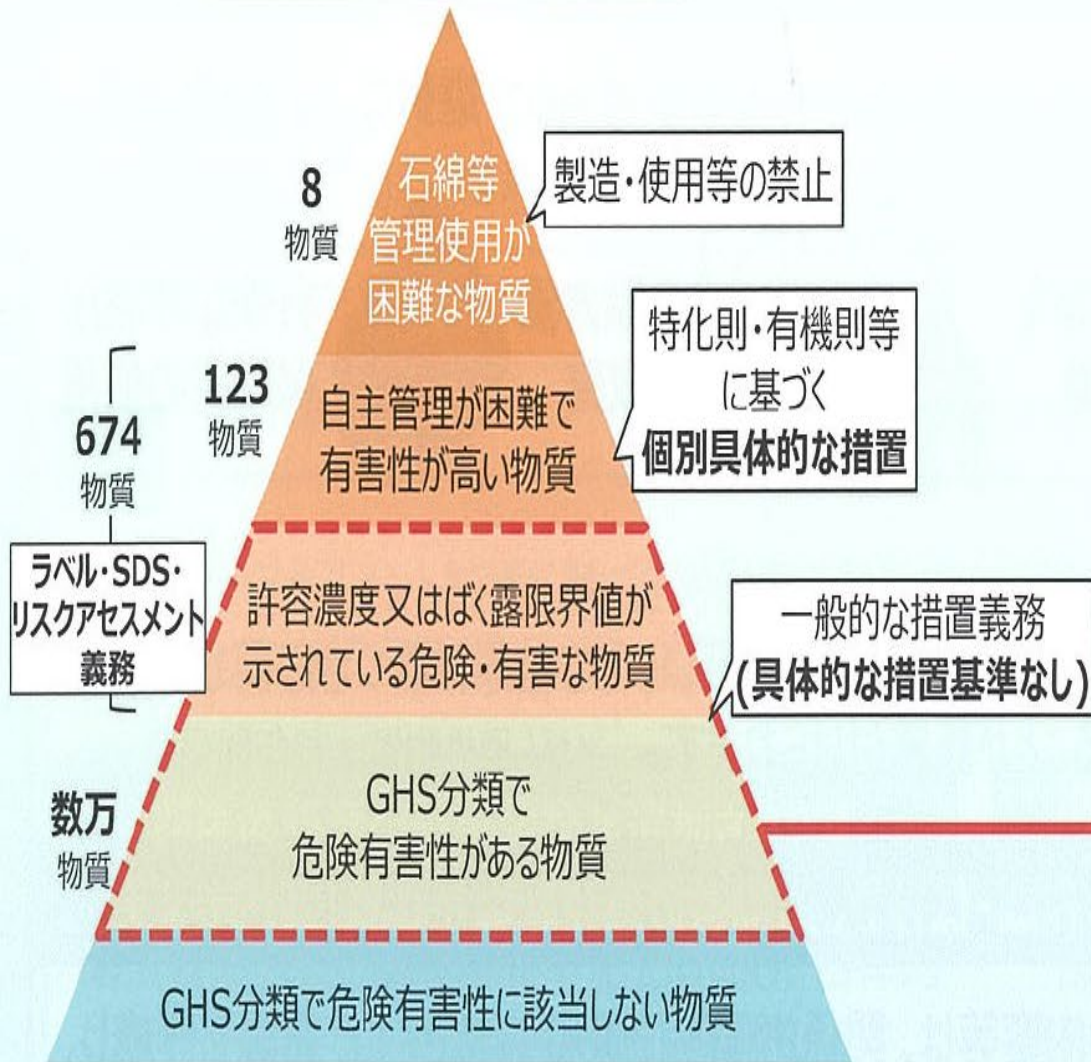 8
物質
石綿等
管理使用が
困難な物質
製造・使用等の禁止
674
物質
123
物質
自主管理が困難で
有害性が高い物質
特化則・有機則等
に基づく
個別具体的な措置
ラベル・SDS・
リスクアセスメント
義務
許容濃度又はばく露限界値が
示されている危険・有害な物質
一般的な措置義務
(具体的な措置基準なし)
数万
物質
GHS分類で
危険有害性がある物質
GHS分類で危険有害性に該当しない物質